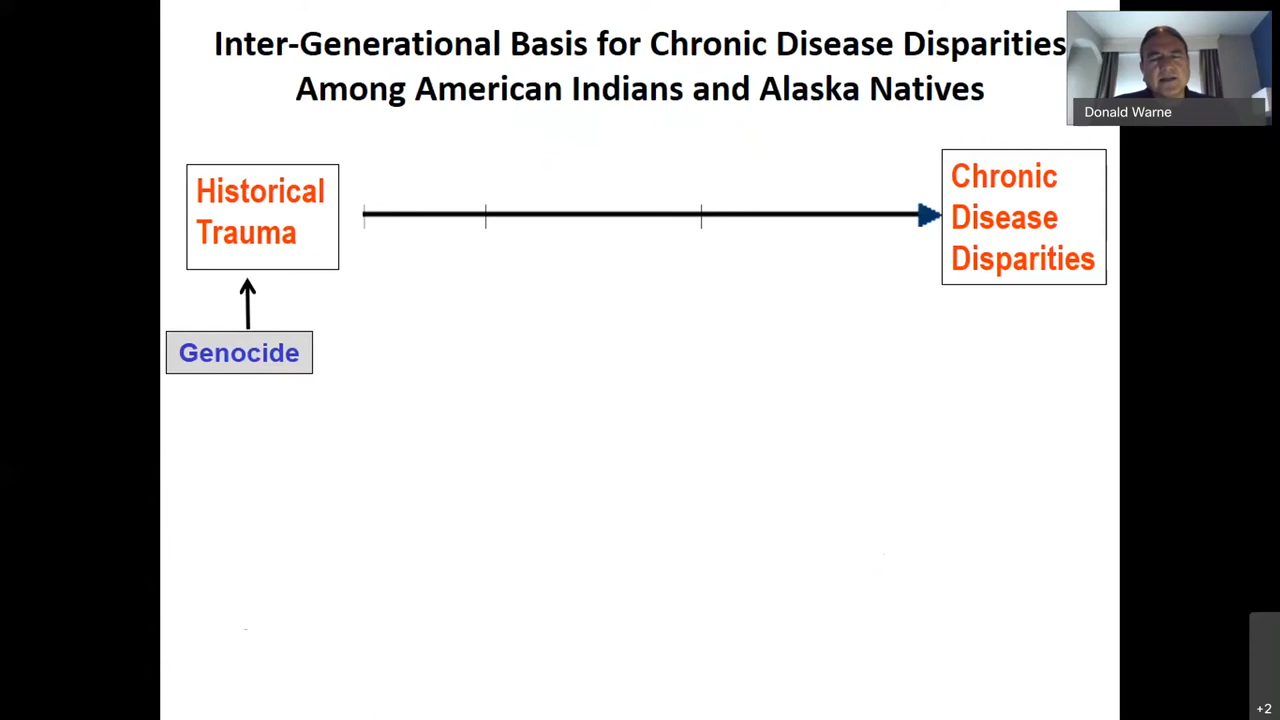 Inter-Generational Basis for Chronic Disease Disparities
Among American Indians and Alaska Natives
Donald Warne
Historical
Trauma
Chronic
Disease
Disparities
Genocide
+2